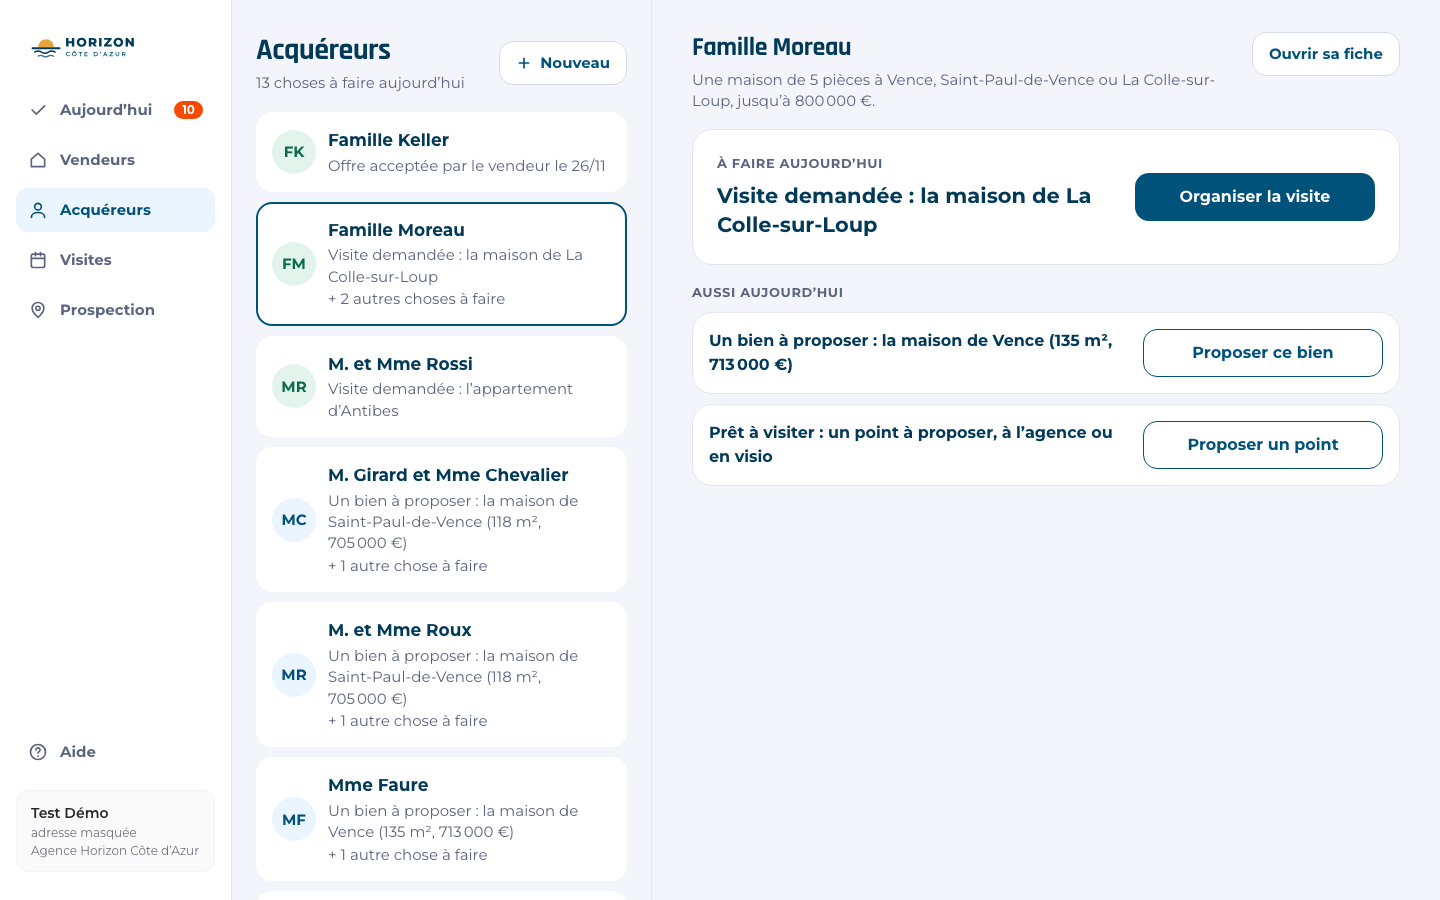 HORIZON
CÔTE D'AZUR
Aujourd’hui 10
Vendeurs
Acquéreurs
Visites
Prospection
Aide
Test Démo
adresse masquée
Agence Horizon Côte d’Azur
Acquéreurs
13 choses à faire aujourd’hui
+ Nouveau
FK
Famille Keller
Offre acceptée par le vendeur le 26/11
FM
Famille Moreau
Visite demandée : la maison de La
Colle-sur-Loup
+ 2 autres choses à faire
MR
M. et Mme Rossi
Visite demandée : l’appartement
d’Antibes
MC
M. Girard et Mme Chevalier
Un bien à proposer : la maison de
Saint-Paul-de-Vence (118 m²,
705 000 €)
+ 1 autre chose à faire
MR
M. et Mme Roux
Un bien à proposer : la maison de
Saint-Paul-de-Vence (118 m²,
705 000 €)
+ 1 autre chose à faire
MF
Mme Faure
Un bien à proposer : la maison de
Vence (135 m², 713 000 €)
+ 1 autre chose à faire
Famille Moreau
Une maison de 5 pièces à Vence, Saint-Paul-de-Vence ou La Colle-sur-
Loup, jusqu’à 800 000 €.
Ouvrir sa fiche
À FAIRE AUJOURD’HUI
Visite demandée : la maison de La
Colle-sur-Loup
Organiser la visite
AUSSI AUJOURD’HUI
Un bien à proposer : la maison de Vence (135 m²,
713 000 €)
Proposer ce bien
Prêt à visiter : un point à proposer, à l’agence ou
en visio
Proposer un point